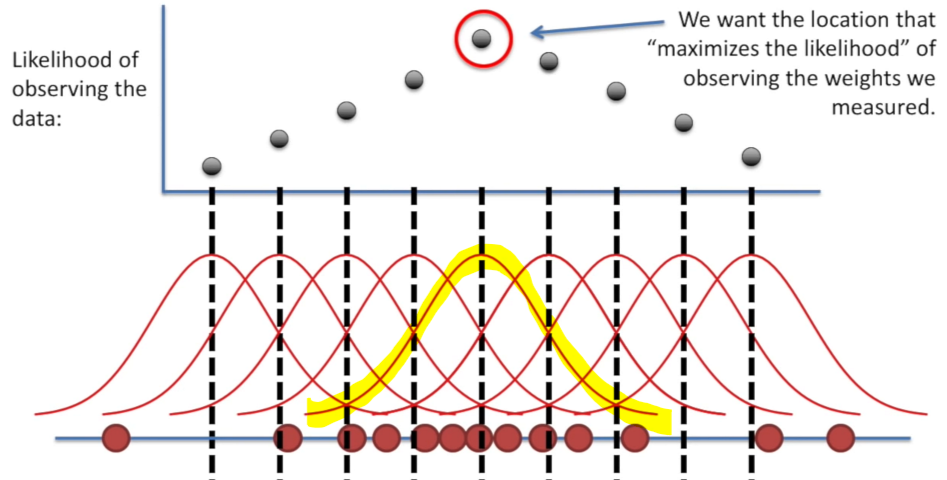 Likelihood of
observing the
data:
We want the location that
“maximizes the likelihood” of
observing the weights we
measured.